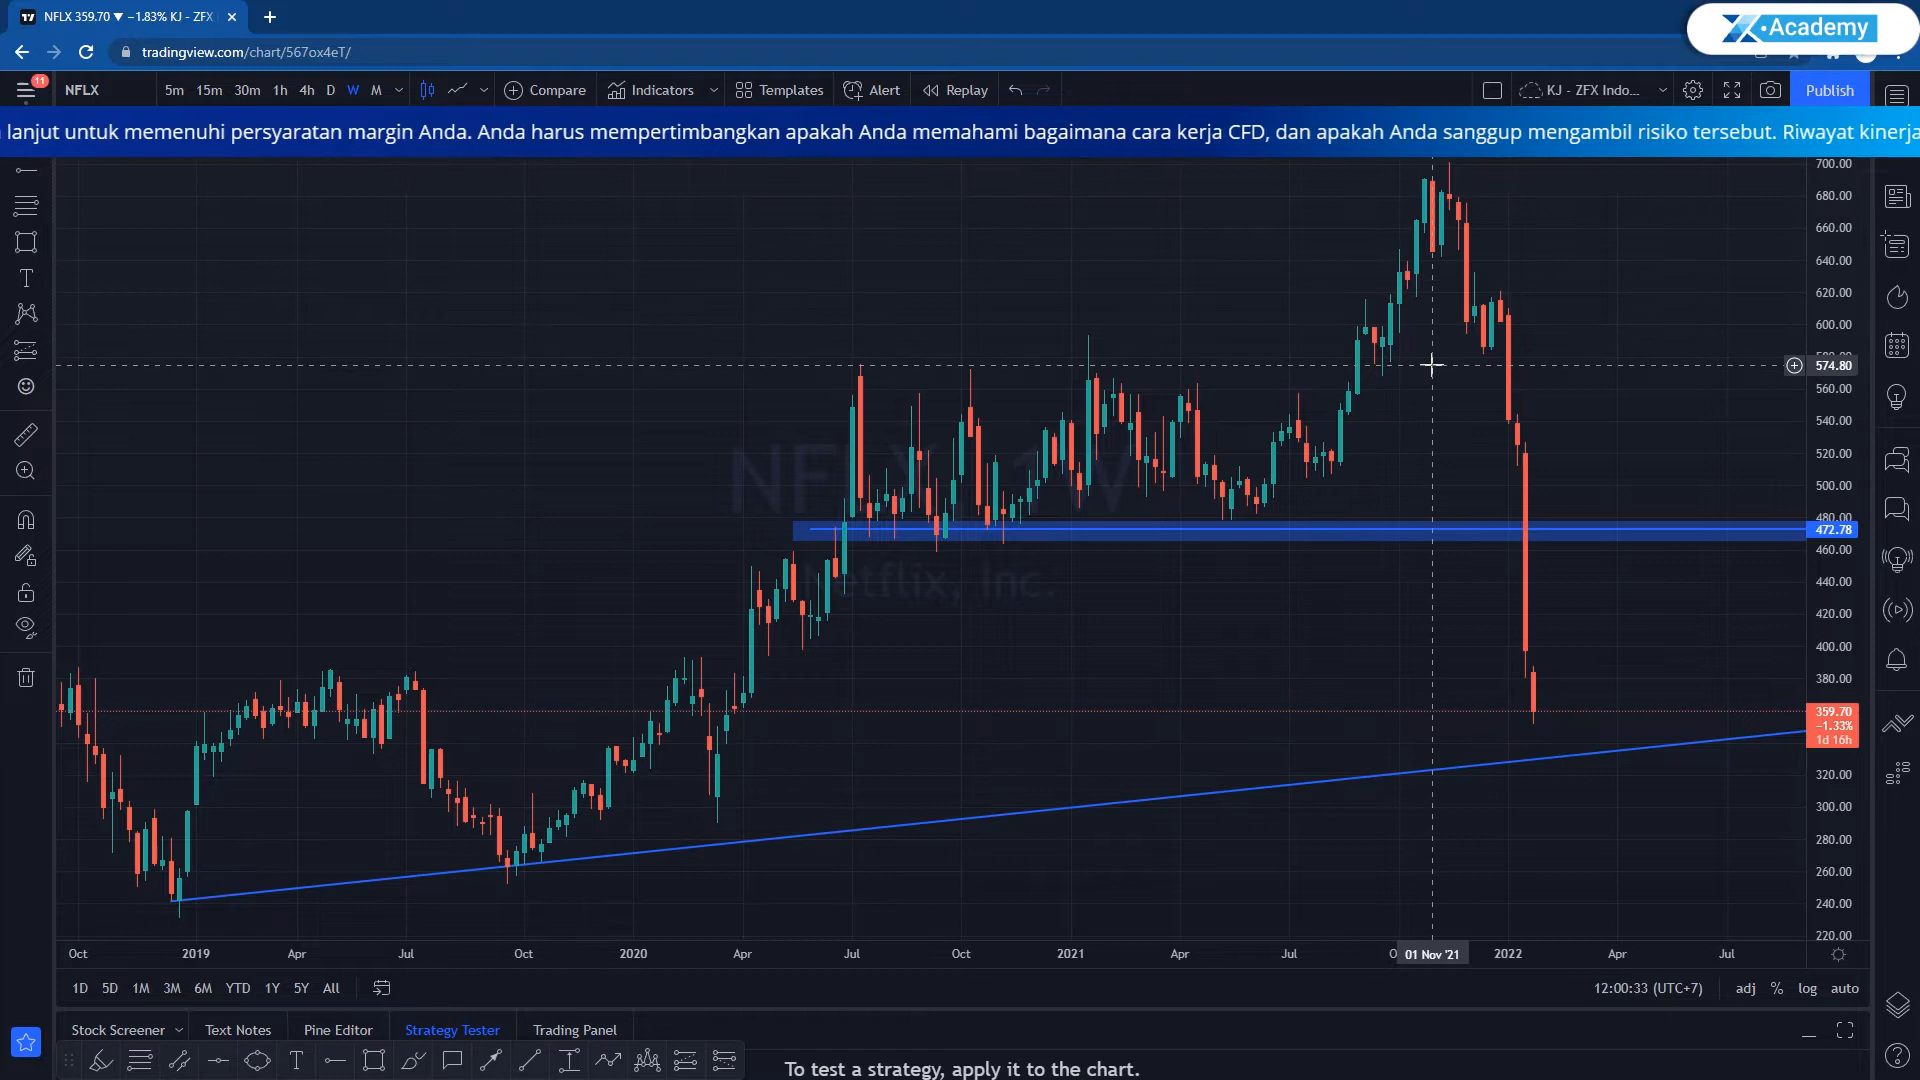 NFLX 359.70 ▼ −1.83% KJ - ZFX
X•Academy
tradingview.com/chart/567ox4eT/
11
NFLX 5m 15m 30m 1h 4h D W M Compare Indicators Templates Alert Replay KJ - ZFX Indo... Publish
lanjut untuk memenuhi persyaratan margin Anda. Anda harus mempertimbangkan apakah Anda memahami bagaimana cara kerja CFD, dan apakah Anda sanggup mengambil risiko tersebut. Riwayat kinerja
700.00
680.00
660.00
640.00
620.00
600.00
574.80
560.00
540.00
520.00
500.00
480.00
472.78
460.00
440.00
420.00
400.00
380.00
359.70
−1.33%
1d 16h
320.00
300.00
280.00
260.00
240.00
220.00
NFLX, 1W
Netflix, Inc.
Oct 2019 Apr Jul Oct 2020 Apr Jul Oct 2021 Apr Jul 01 Nov '21 2022 Apr Jul
1D 5D 1M 3M 6M YTD 1Y 5Y All 12:00:33 (UTC+7) adj % log auto
Stock Screener Text Notes Pine Editor Strategy Tester Trading Panel
To test a strategy, apply it to the chart.